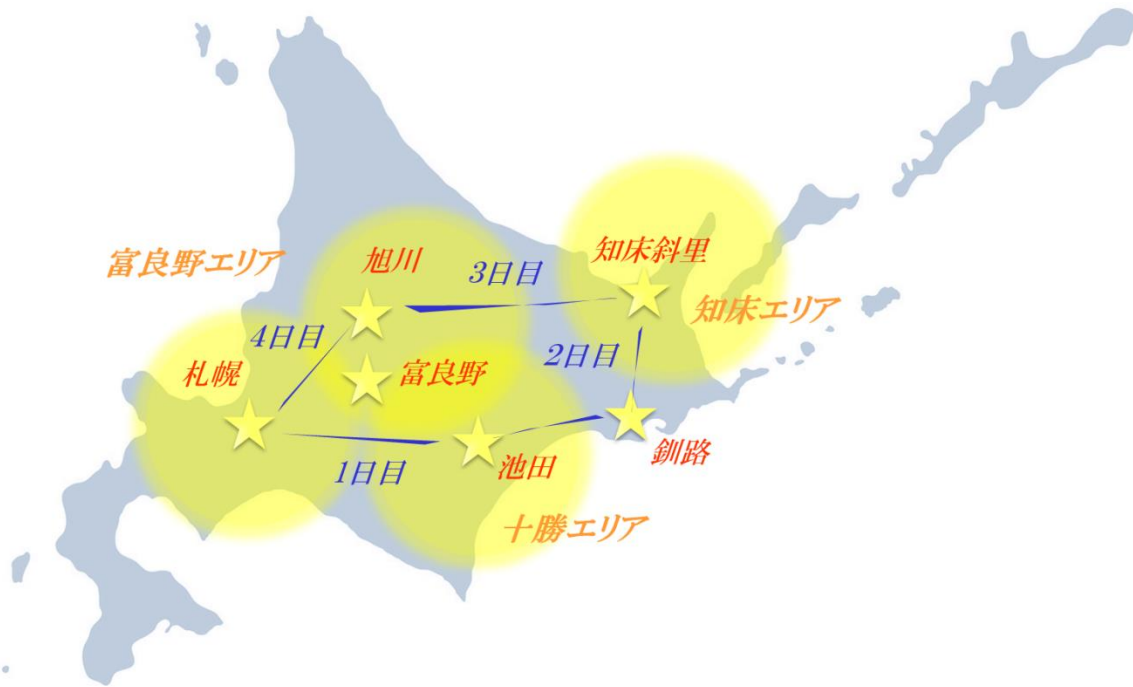 富良野エリア
旭川
3日目
知床斜里
知床エリア
4日目
2日目
札幌
富良野
釧路
池田
1日目
十勝エリア